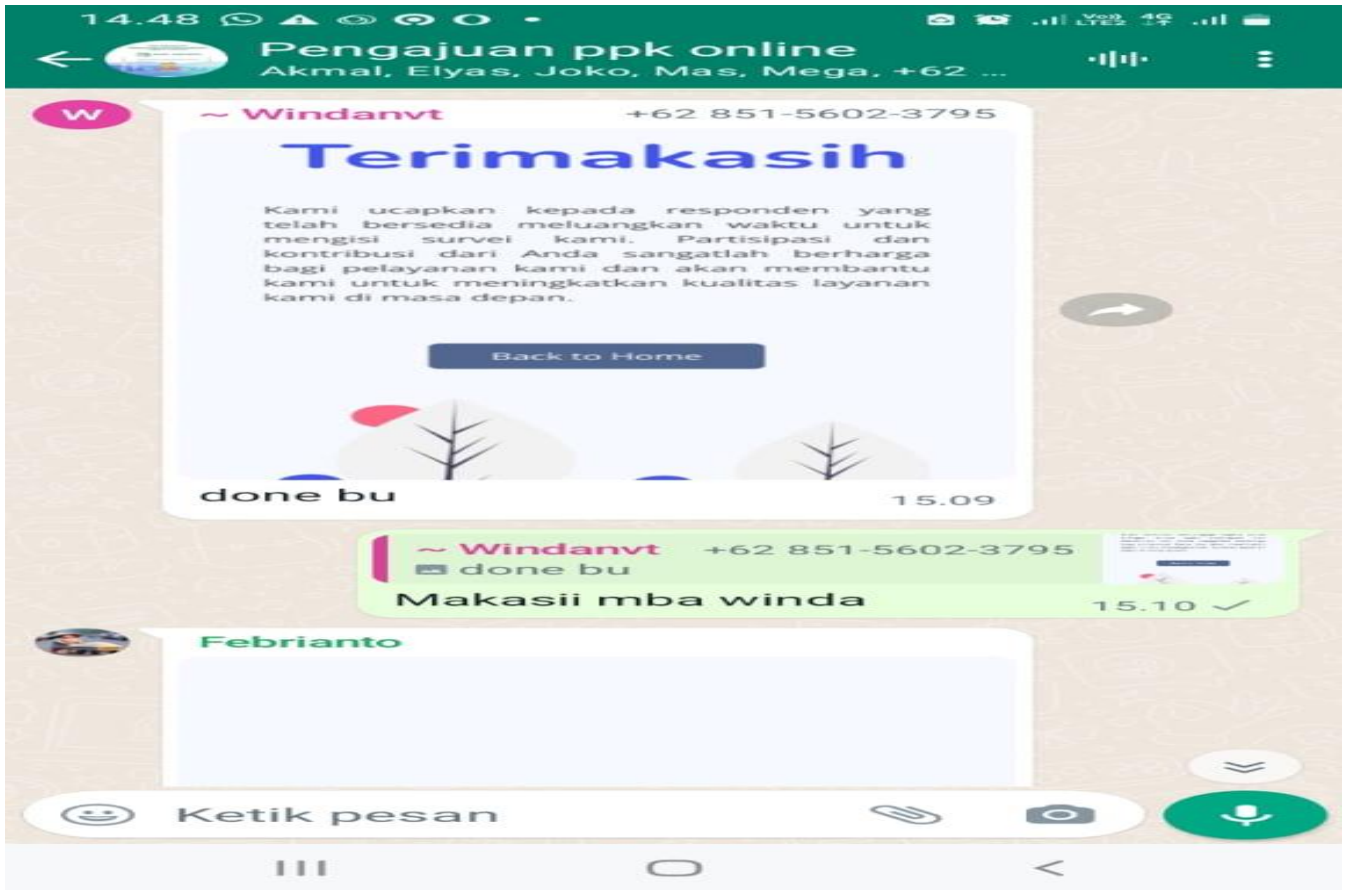 14.48
VoLTE2 4G
Pengajuan ppk online
Akmal, Elyas, Joko, Mas, Mega, +62 ...
W
~ Windanvt +62 851-5602-3795
Terimakasih
Kami ucapkan kepada responden yang
telah bersedia meluangkan waktu untuk
mengisi survei kami. Partisipasi dan
kontribusi dari Anda sangatlah berharga
bagi pelayanan kami dan akan membantu
kami untuk meningkatkan kualitas layanan
kami di masa depan.
Back to Home
done bu
15.09
~ Windanvt +62 851-5602-3795
done bu
Makasii mba winda
15.10
Febrianto
Ketik pesan